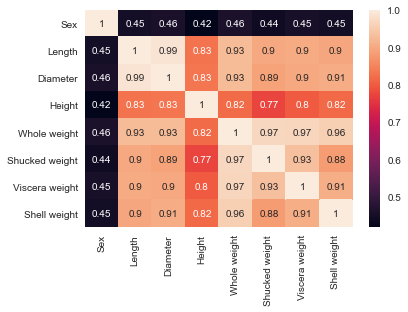 Sex 1 0.45 0.46 0.42 0.46 0.44 0.45 0.45
Length 0.45 1 0.99 0.83 0.93 0.9 0.9 0.9
Diameter 0.46 0.99 1 0.83 0.93 0.89 0.9 0.91
Height 0.42 0.83 0.83 1 0.82 0.77 0.8 0.82
Whole weight 0.46 0.93 0.93 0.82 1 0.97 0.97 0.96
Shucked weight 0.44 0.9 0.89 0.77 0.97 1 0.93 0.88
Viscera weight 0.45 0.9 0.9 0.8 0.97 0.93 1 0.91
Shell weight 0.45 0.9 0.91 0.82 0.96 0.88 0.91 1
Sex
Length
Diameter
Height
Whole weight
Shucked weight
Viscera weight
Shell weight
1.0
0.9
0.8
0.7
0.6
0.5